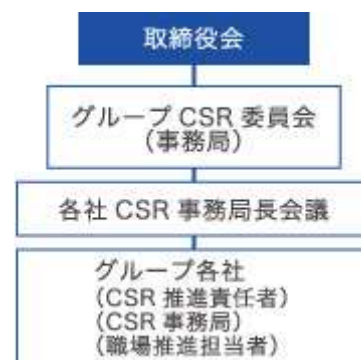 取締役会
グループ CSR 委員会
（事務局）
各社 CSR 事務局長会議
グループ各社
（CSR 推進責任者）
（CSR 事務局）
（職場推進担当者）